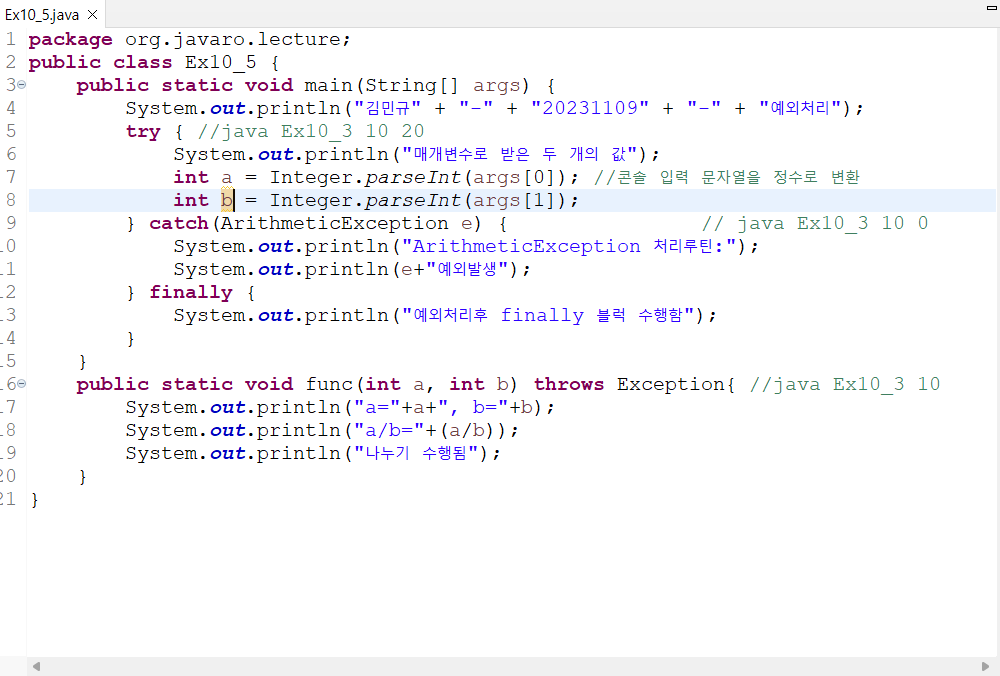 Ex10_5.java
1 package org.javaro.lecture;
2 public class Ex10_5 {
3 public static void main(String[] args) {
4 System.out.println("김민규" + "-" + "20231109" + "-" + "예외처리");
5 try { //java Ex10_3 10 20
6 System.out.println("매개변수로 받은 두 개의 값");
7 int a = Integer.parseInt(args[0]); //콘솔 입력 문자열을 정수로 변환
8 int b = Integer.parseInt(args[1]);
9 } catch(ArithmeticException e) { // java Ex10_3 10 0
10 System.out.println("ArithmeticException 처리루틴:");
11 System.out.println(e+"예외발생");
12 } finally {
13 System.out.println("예외처리후 finally 블럭 수행함");
14 }
15 }
16 public static void func(int a, int b) throws Exception{ //java Ex10_3 10
17 System.out.println("a="+a+", b="+b);
18 System.out.println("a/b="+(a/b));
19 System.out.println("나누기 수행됨");
20 }
21 }